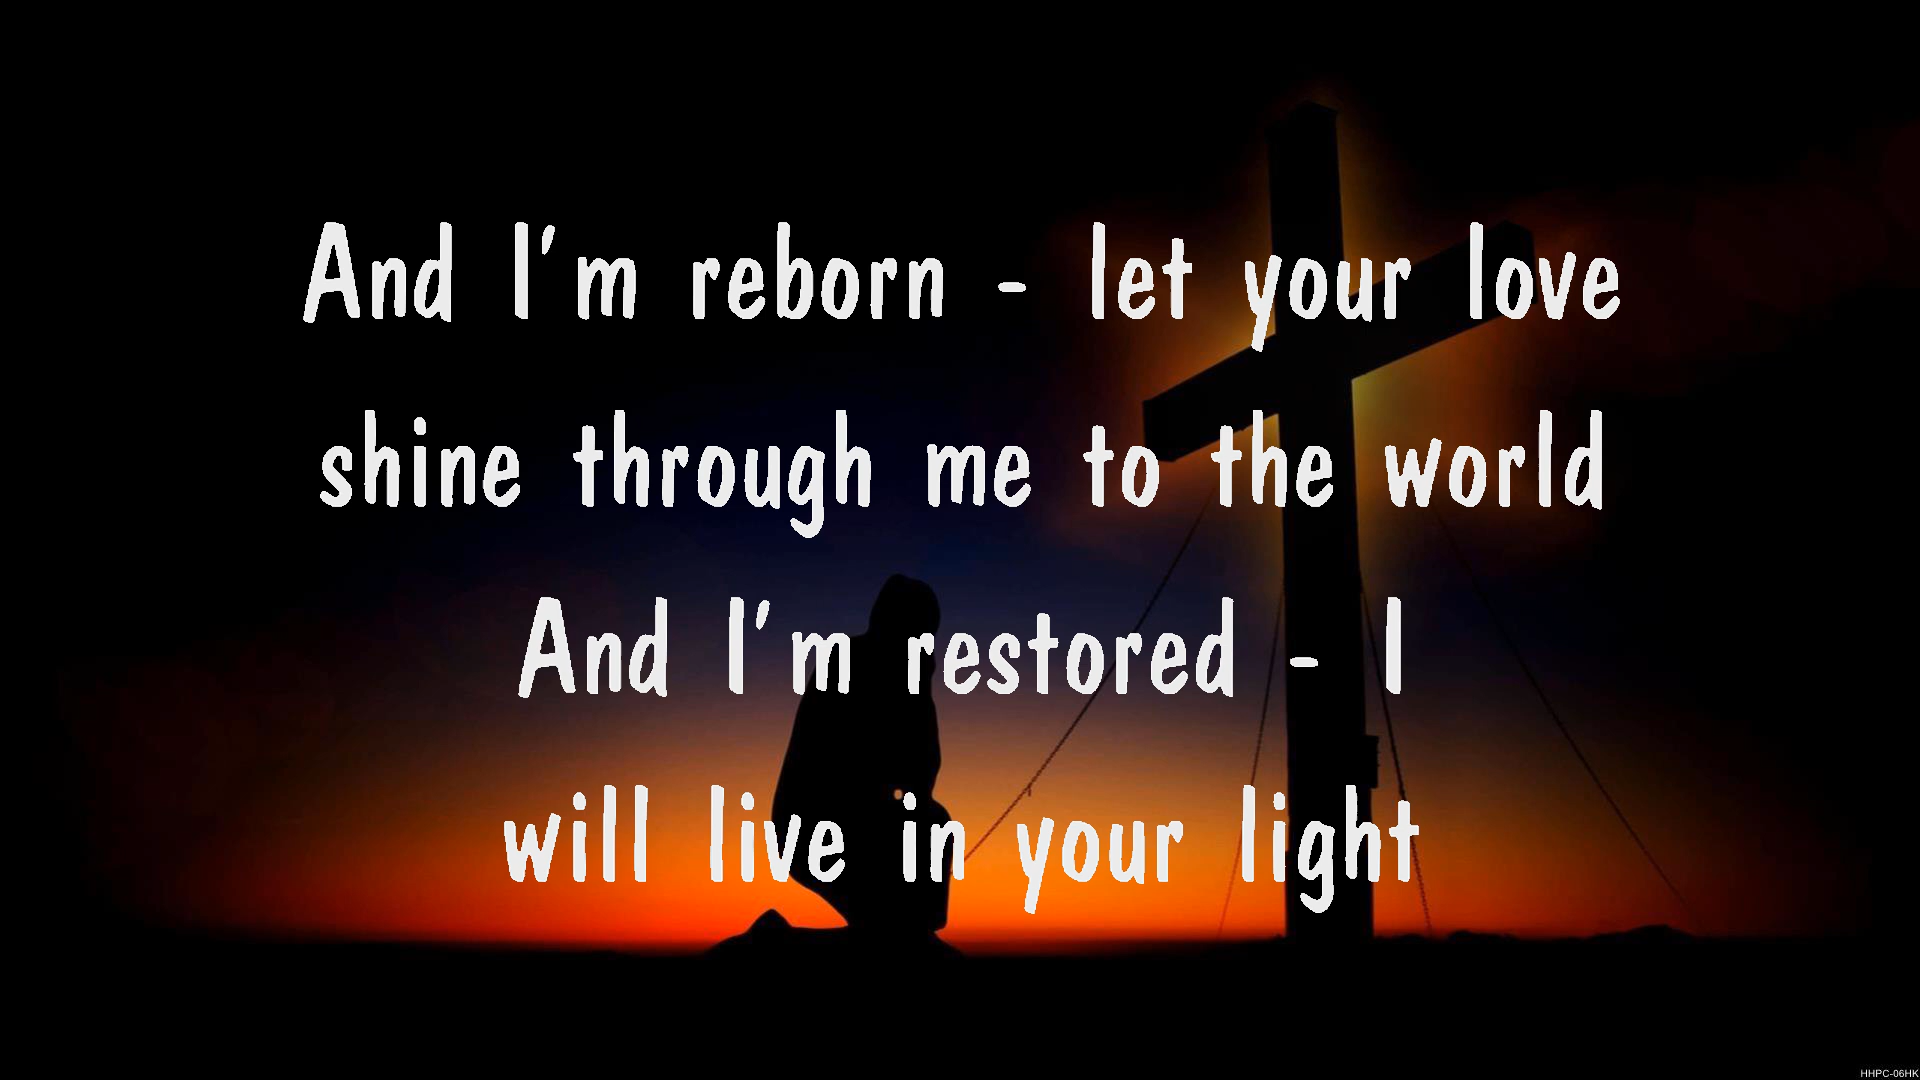 And I'm reborn - let your love
shine through me to the world
And I'm restored - I
will live in your light
HHPC-06HK